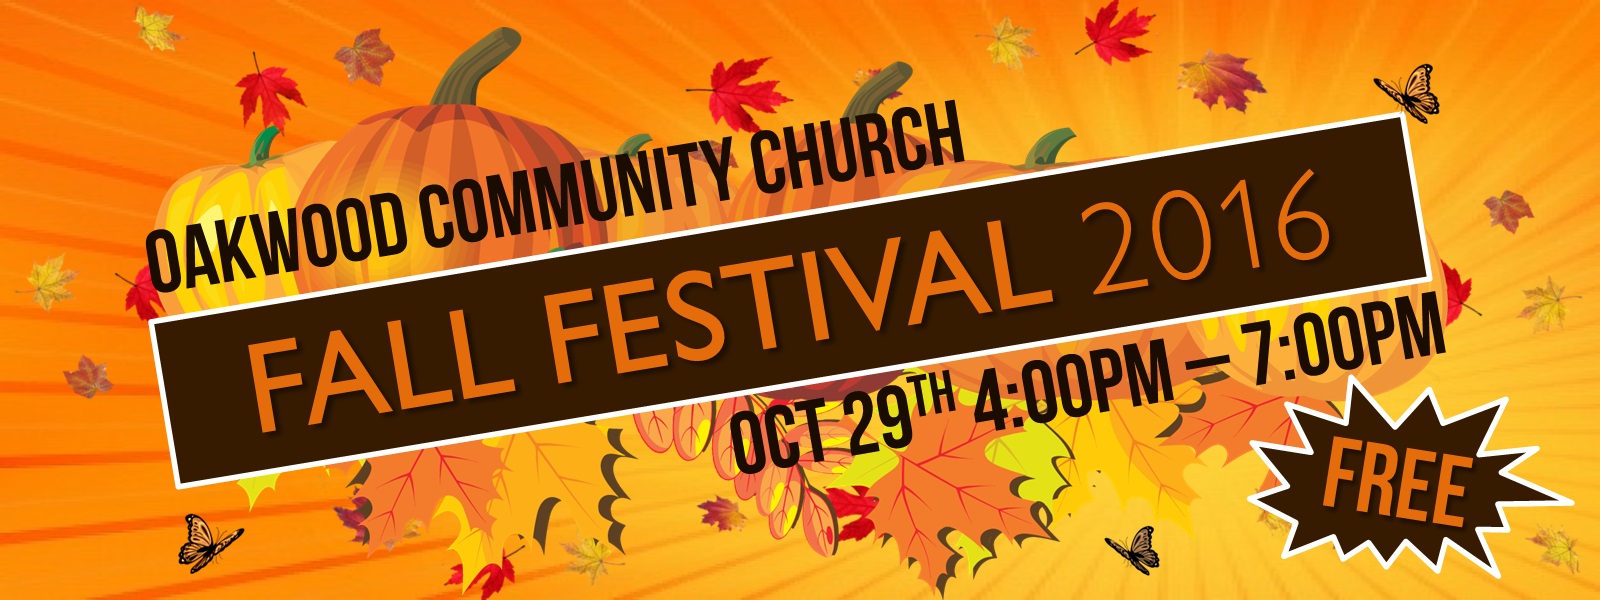 OAKWOOD COMMUNITY CHURCH
FALL FESTIVAL 2016
OCT 29TH 4:00PM – 7:00PM
FREE